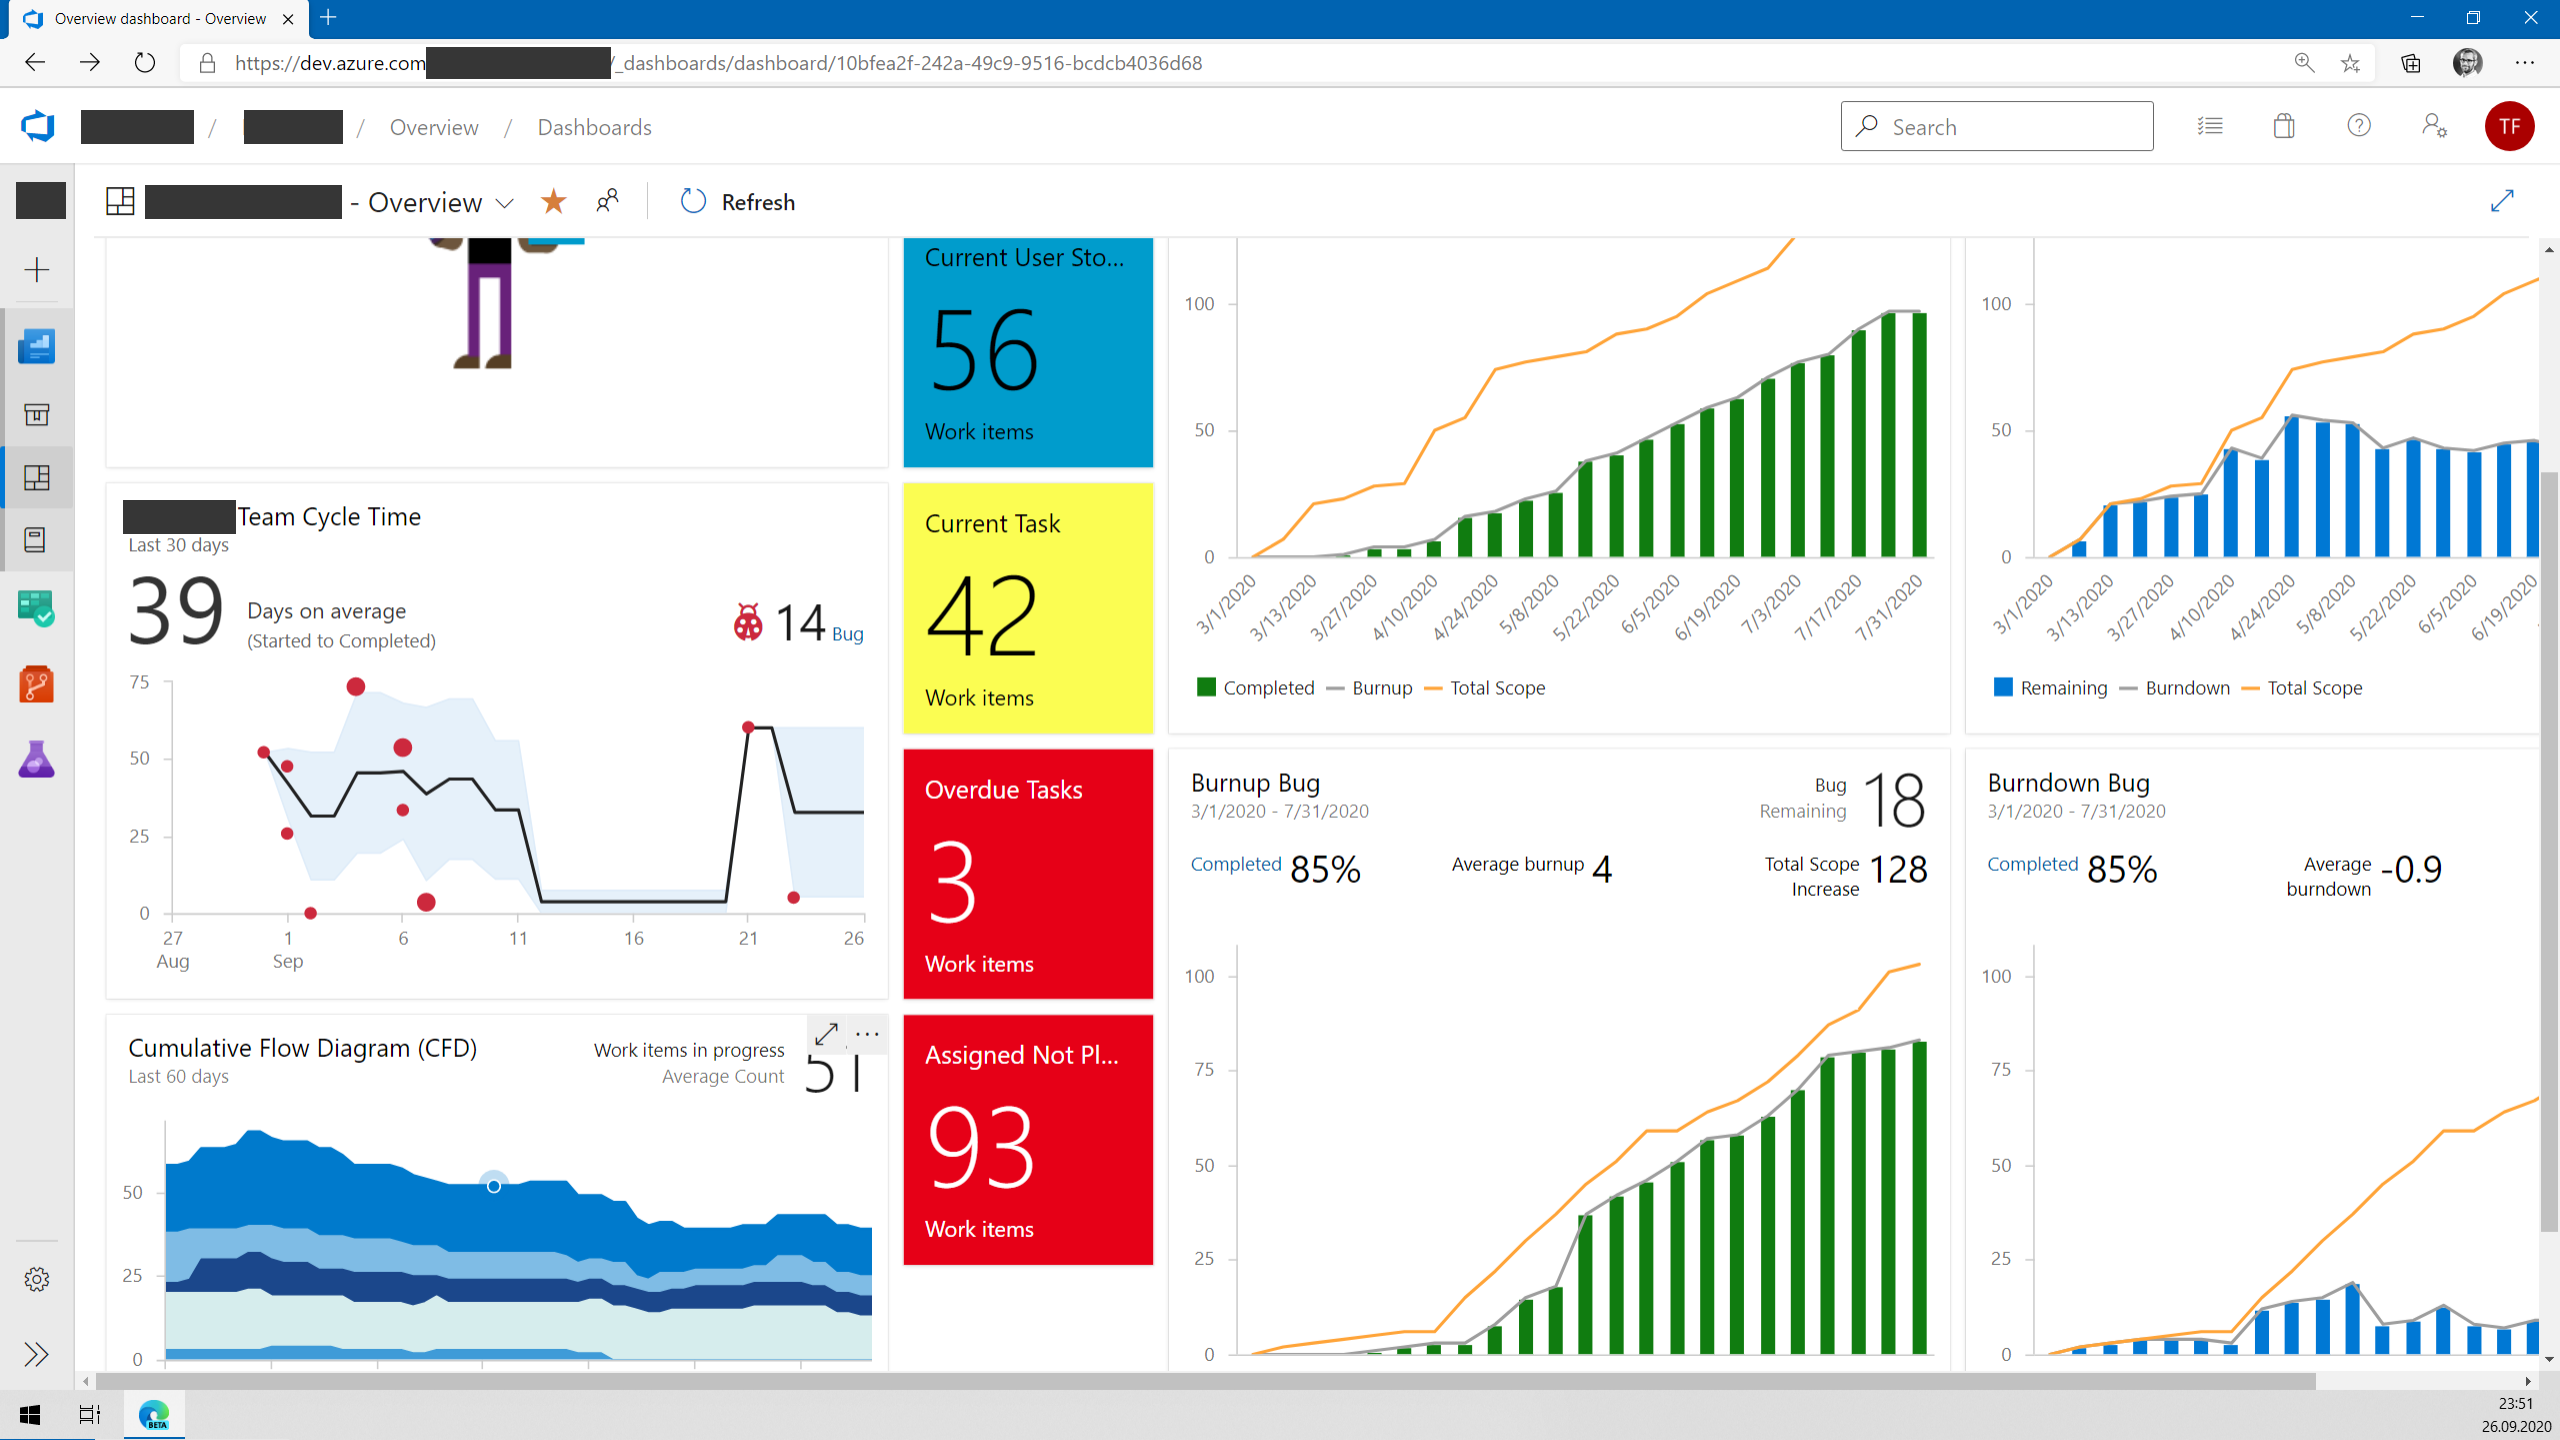 Overview dashboard - Overview
https://dev.azure.com
/_dashboards/dashboard/10bfea2f-242a-49c9-9516-bcdcb4036d68
/ / Overview / Dashboards
Search
TF
- Overview
Refresh
Current User Sto...
56
Work items
100
50
0
3/1/2020 3/13/2020 3/27/2020 4/10/2020 4/24/2020 5/8/2020 5/22/2020 6/5/2020 6/19/2020 7/3/2020 7/17/2020 7/31/2020
Completed Burnup Total Scope
100
50
0
3/1/2020 3/13/2020 3/27/2020 4/10/2020 4/24/2020 5/8/2020 5/22/2020 6/5/2020 6/19/2020
Remaining Burndown Total Scope
Team Cycle Time
Last 30 days
39 Days on average
(Started to Completed)
14 Bug
75
50
25
0
27 1 6 11 16 21 26
Aug Sep
Current Task
42
Work items
Overdue Tasks
3
Work items
Burnup Bug
3/1/2020 - 7/31/2020
Bug
Remaining
18
Completed 85%
Average burnup 4
Total Scope
Increase
128
100
75
50
25
0
Burndown Bug
3/1/2020 - 7/31/2020
Completed 85%
Average
burndown
-0.9
100
75
50
25
0
Cumulative Flow Diagram (CFD)
Last 60 days
Work items in progress
Average Count
51
...
50
25
0
Assigned Not Pl...
93
Work items
BETA
23:51
26.09.2020